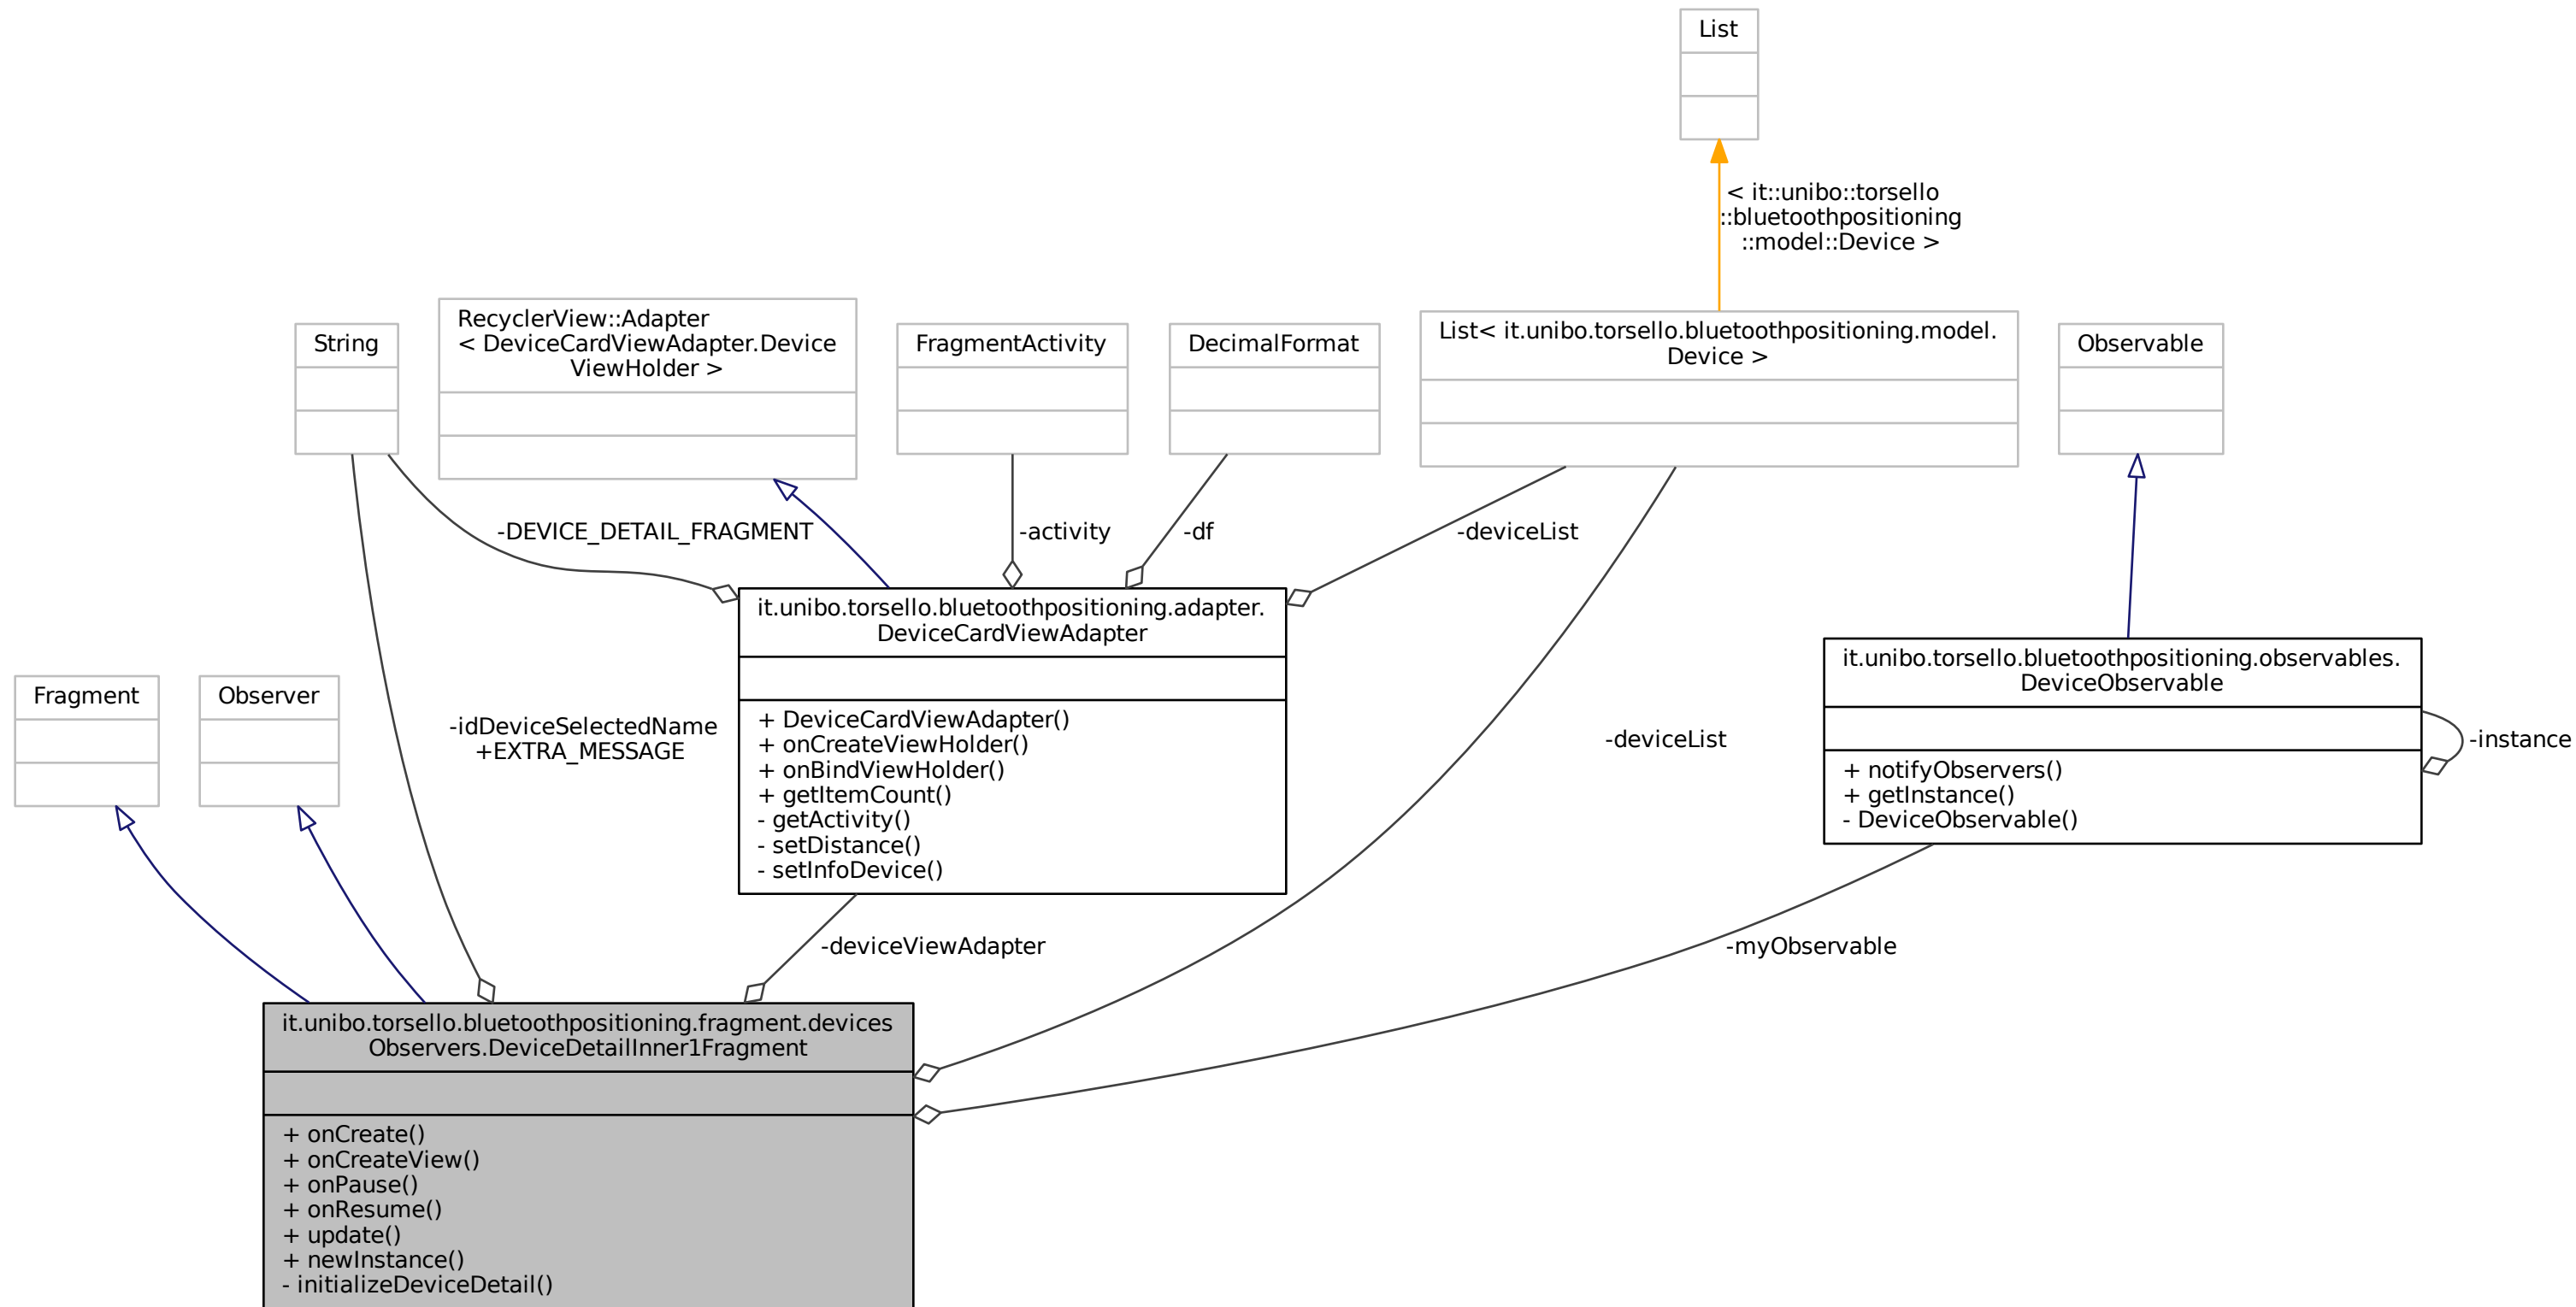 List
< it::unibo::torsello
::bluetoothpositioning
::model::Device >
String
RecyclerView::Adapter
< DeviceCardViewAdapter.Device
ViewHolder >
FragmentActivity
DecimalFormat
List< it.unibo.torsello.bluetoothpositioning.model.
Device >
Observable
-DEVICE_DETAIL_FRAGMENT
-activity
-df
-deviceList
it.unibo.torsello.bluetoothpositioning.adapter.
DeviceCardViewAdapter
+ DeviceCardViewAdapter()
+ onCreateViewHolder()
+ onBindViewHolder()
+ getItemCount()
- getActivity()
- setDistance()
- setInfoDevice()
it.unibo.torsello.bluetoothpositioning.observables.
DeviceObservable
+ notifyObservers()
+ getInstance()
- DeviceObservable()
-instance
Fragment
Observer
-idDeviceSelectedName
+EXTRA_MESSAGE
-deviceList
-deviceViewAdapter
-myObservable
it.unibo.torsello.bluetoothpositioning.fragment.devices
Observers.DeviceDetailInner1Fragment
+ onCreate()
+ onCreateView()
+ onPause()
+ onResume()
+ update()
+ newInstance()
- initializeDeviceDetail()